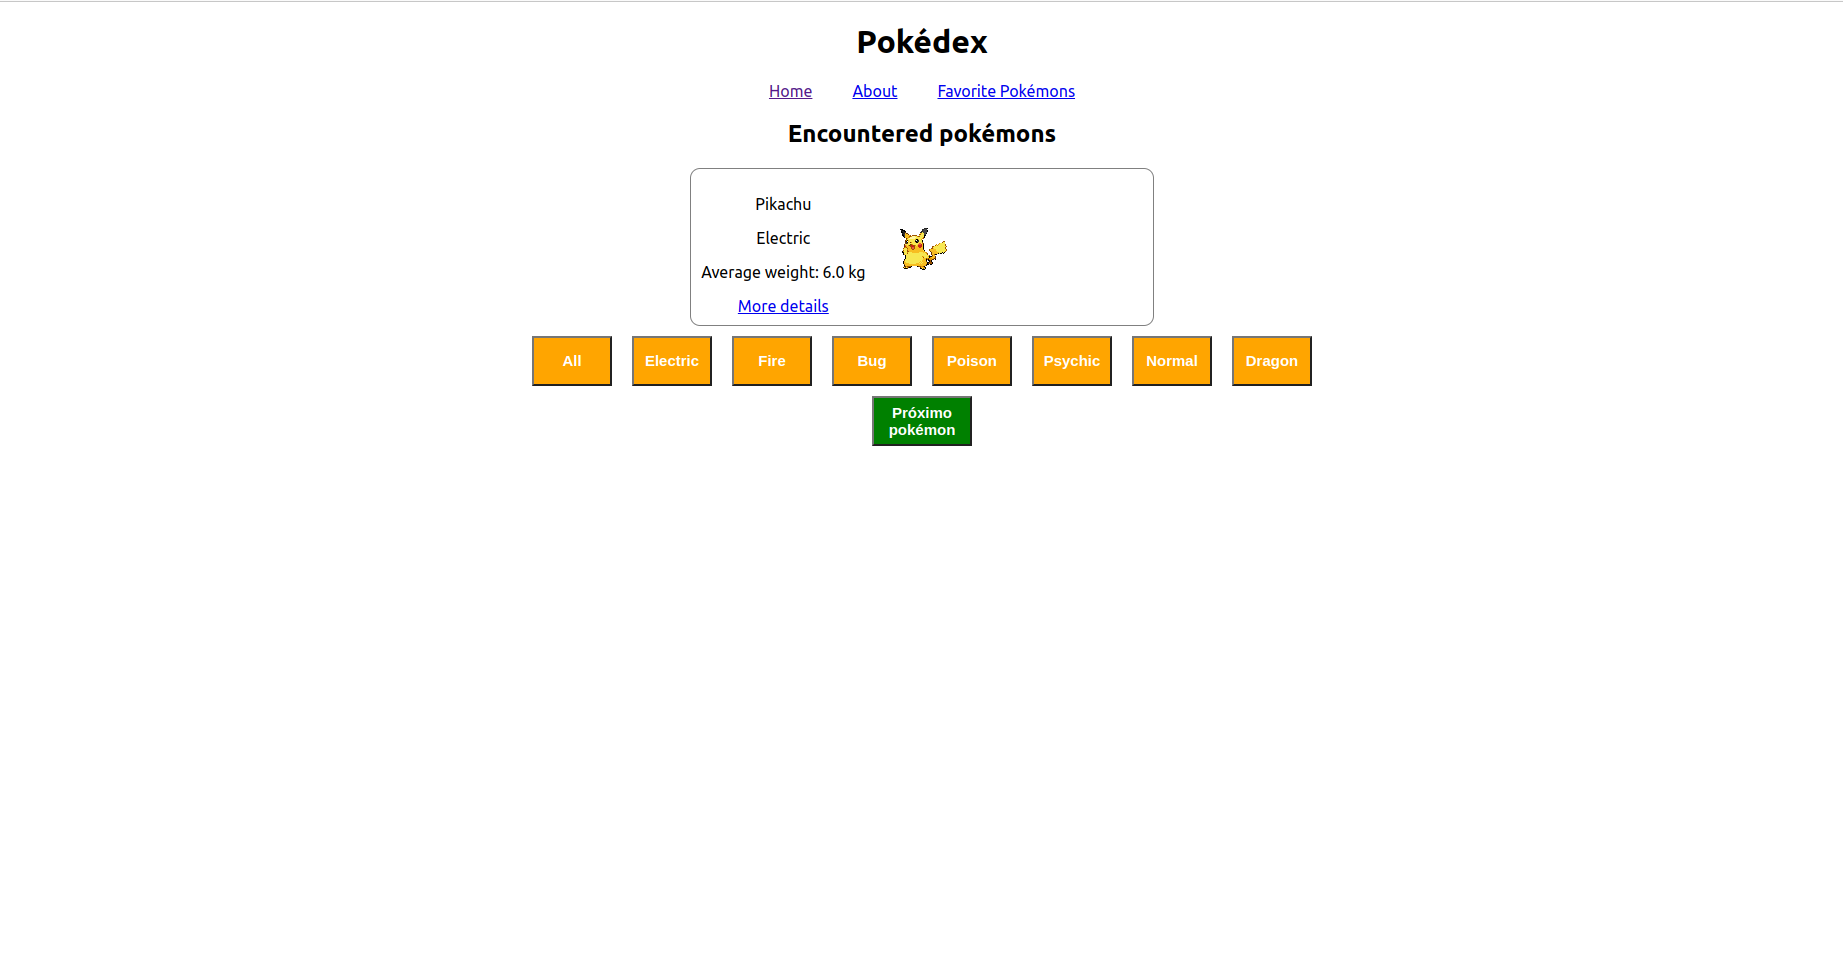 Pokédex
Home About Favorite Pokémons
Encountered pokémons
Pikachu
Electric
Average weight: 6.0 kg
More details
All Electric Fire Bug Poison Psychic Normal Dragon
Próximo
pokémon